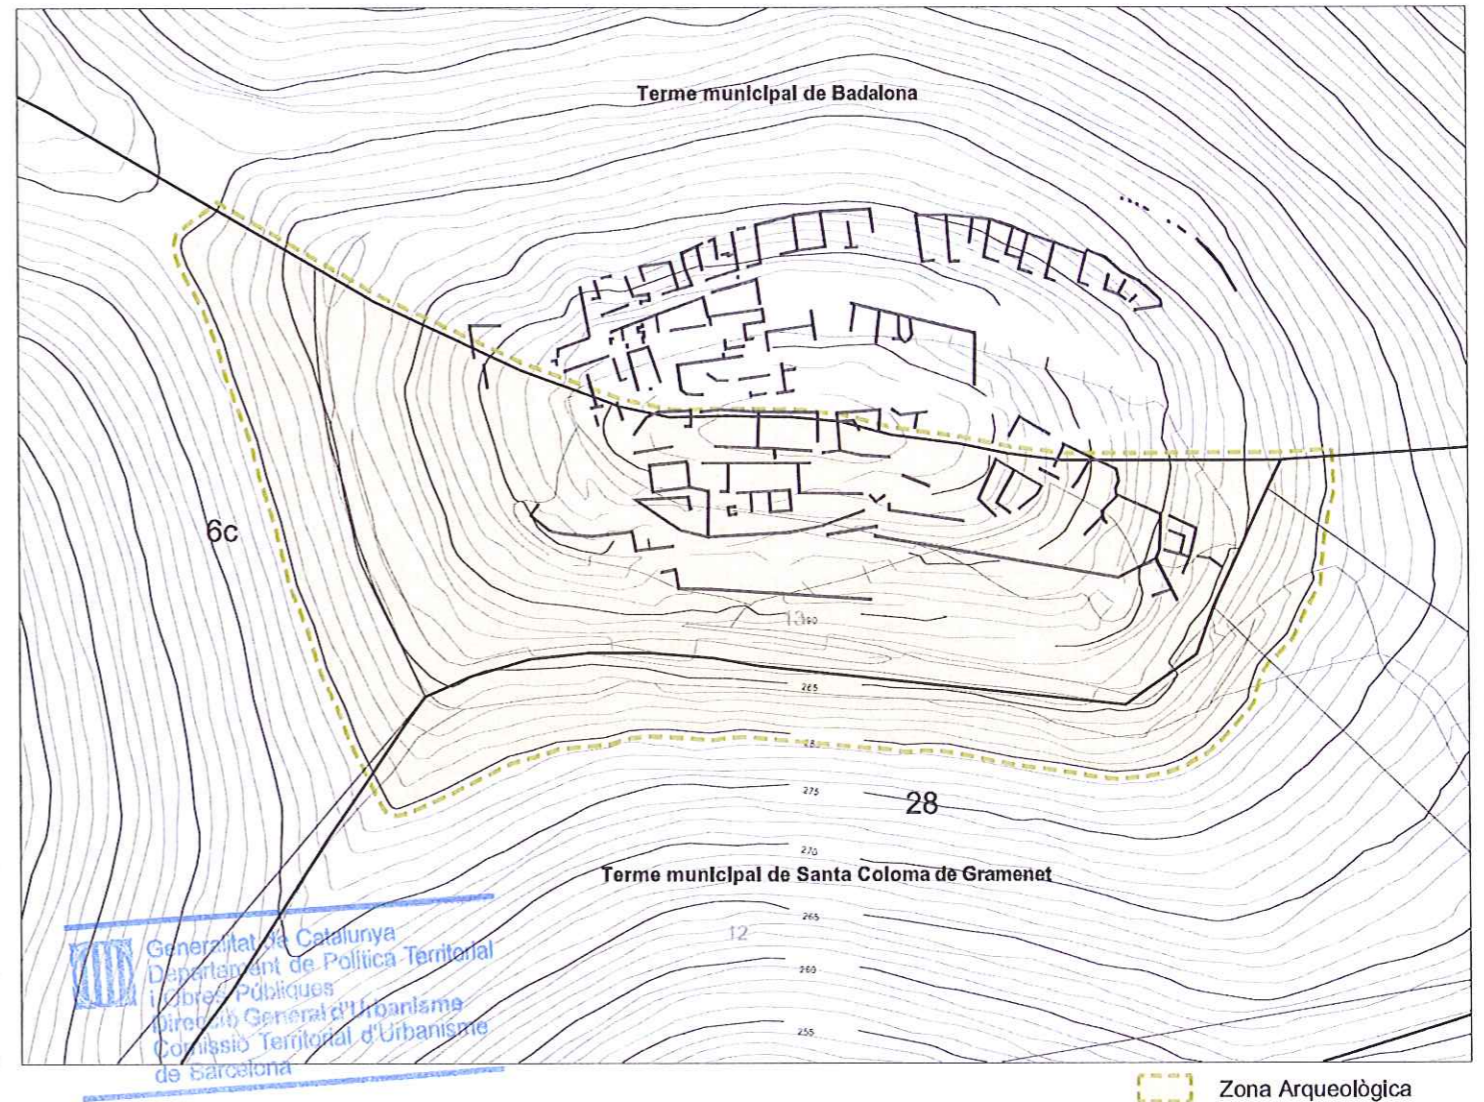 Terme municipal de Badalona
6c
1390
265
28
275
28
270
Terme municipal de Santa Coloma de Gramenet
265
12
260
255
Generalitat de Catalunya
Departament de Política Territorial
i Obres Públiques
Direcció General d'Urbanisme
Comissió Territorial d'Urbanisme
de Barcelona
Zona Arqueològica